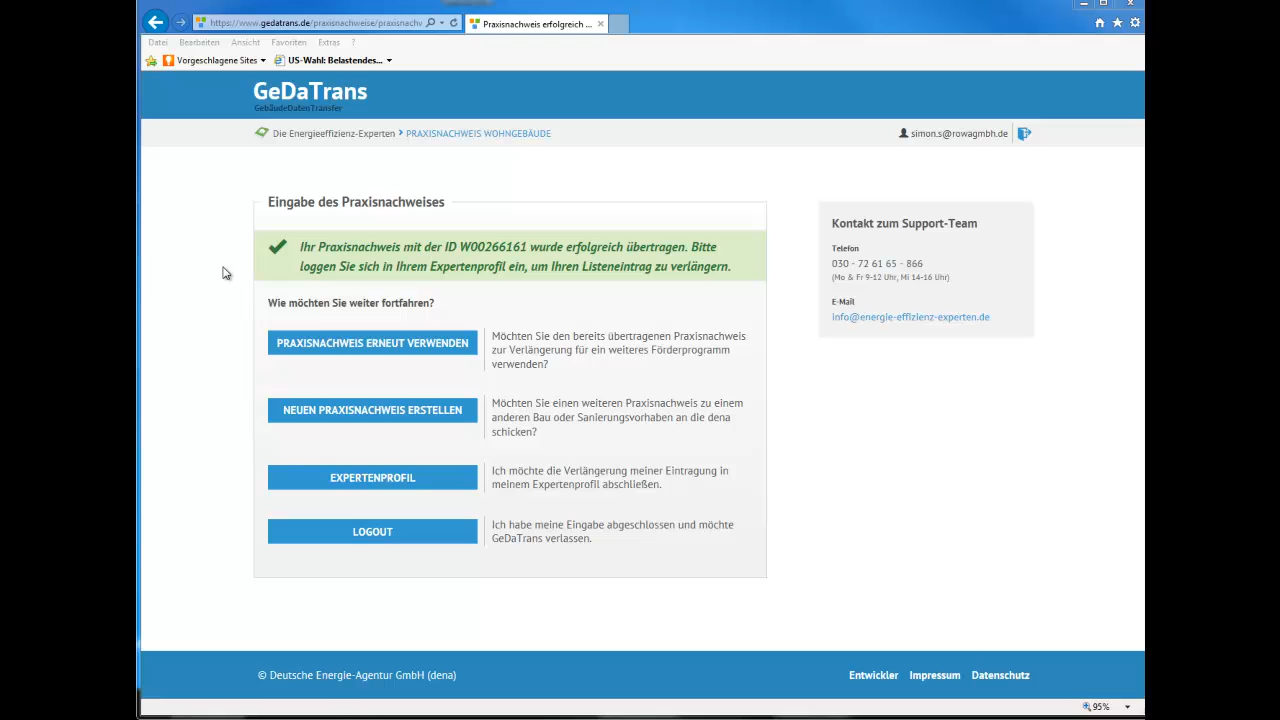 https://www.gedatrans.de/praxisnachweise/praxisnachv
Praxisnachweis erfolgreich ...
Datei Bearbeiten Ansicht Favoriten Extras ?
Vorgeschlagene Sites US-Wahl: Belastendes...
GeDaTrans
GebäudeDatenTransfer
Die Energieeffizienz-Experten PRAXISNACHWEIS WOHNGEBÄUDE
simon.s@rowagmbh.de
Eingabe des Praxisnachweises
Ihr Praxisnachweis mit der ID W00266161 wurde erfolgreich übertragen. Bitte
loggen Sie sich in Ihrem Expertenprofil ein, um Ihren Listeneintrag zu verlängern.
Wie möchten Sie weiter fortfahren?
PRAXISNACHWEIS ERNEUT VERWENDEN
Möchten Sie den bereits übertragenen Praxisnachweis
zur Verlängerung für ein weiteres Förderprogramm
verwenden?
NEUEN PRAXISNACHWEIS ERSTELLEN
Möchten Sie einen weiteren Praxisnachweis zu einem
anderen Bau oder Sanierungsvorhaben an die dena
schicken?
EXPERTENPROFIL
Ich möchte die Verlängerung meiner Eintragung in
meinem Expertenprofil abschließen.
LOGOUT
Ich habe meine Eingabe abgeschlossen und möchte
GeDaTrans verlassen.
Kontakt zum Support-Team
Telefon
030 - 72 61 65 - 866
(Mo & Fr 9-12 Uhr, Mi 14-16 Uhr)
E-Mail
info@energie-effizienz-experten.de
© Deutsche Energie-Agentur GmbH (dena)
Entwickler Impressum Datenschutz
95%